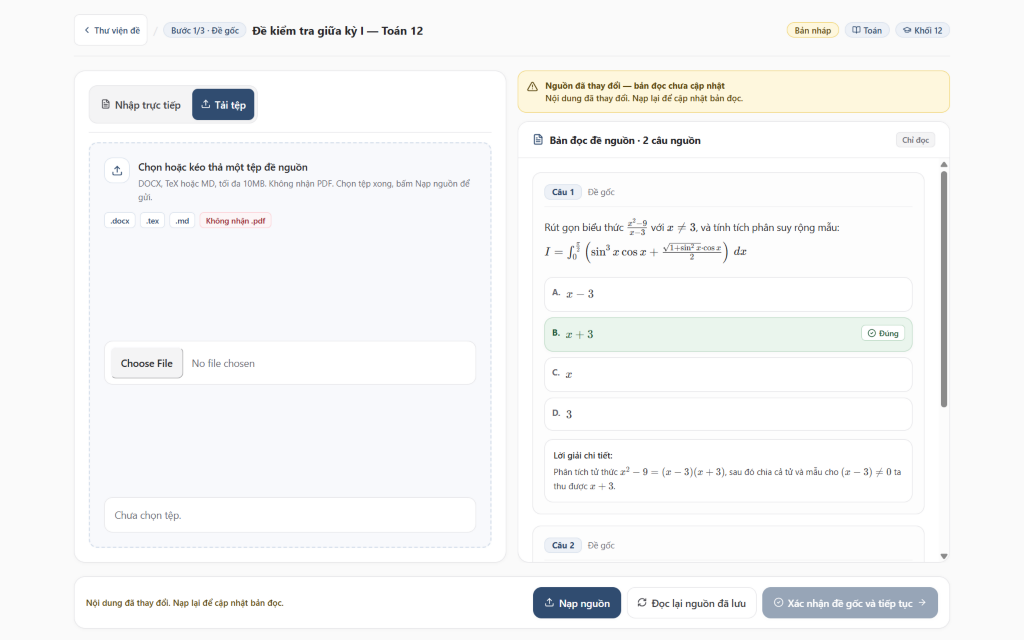 Thư viện đề / Bước 1/3 · Đề gốc Đề kiểm tra giữa kỳ I — Toán 12
Bản nháp Toán Khối 12
Nhập trực tiếp Tải tệp
Chọn hoặc kéo thả một tệp đề nguồn
DOCX, TeX hoặc MD, tối đa 10MB. Không nhận PDF. Chọn tệp xong, bấm Nạp nguồn để
gửi.
.docx .tex .md Không nhận .pdf
Choose File No file chosen
Chưa chọn tệp.
Nguồn đã thay đổi — bản đọc chưa cập nhật
Nội dung đã thay đổi. Nạp lại để cập nhật bản đọc.
Bản đọc đề nguồn · 2 câu nguồn Chỉ đọc
Câu 1 Đề gốc
Rút gọn biểu thức $\frac{x^2-9}{x-3}$ với $x \neq 3$, và tính tích phân suy rộng mẫu:
$I = \int_0^{\frac{\pi}{2}} \left( \sin^3 x \cos x + \frac{\sqrt{1+\sin^2 x} \cdot \cos x}{2} \right) dx$
A. x − 3
B. x + 3 Đúng
C. x
D. 3
Lời giải chi tiết:
Phân tích tử thức $x^2 - 9 = (x-3)(x+3)$, sau đó chia cả tử và mẫu cho $(x-3) \neq 0$ ta
thu được $x+3$.
Câu 2 Đề gốc
Nội dung đã thay đổi. Nạp lại để cập nhật bản đọc.
Nạp nguồn Đọc lại nguồn đã lưu Xác nhận đề gốc và tiếp tục →